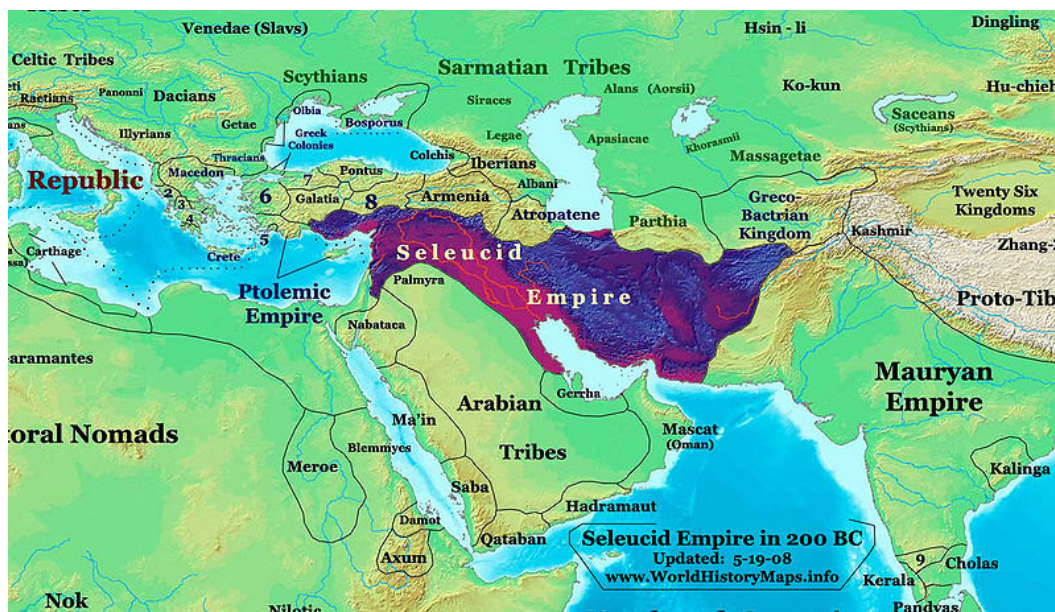 Venedae (Slavs)
Hsin - li
Dingling
Celtic Tribes
Scythians
Sarmatian Tribes
Ko-kun
Hu-chieh
Raetians
Panonni
Dacians
Siraces
Alans (Aorsii)
Saceans
(Scythians)
Olbia
Bosporus
Illyrians
Getae
Greek
Colonies
Legae
Apasiacae
Khorasmii
Massagetae
Thracians
Colchis
Iberians
Macedon
7
Pontus
Albani
Republic
2
3
4
6
Galatia
8
Armenia
Atropatene
Parthia
Greco-
Bactrian
Kingdom
Twenty Six
Kingdoms
Kashmir
Zhang-
5
Carthage
Crete
Seleucid
Empire
Palmyra
Ptolemic
Empire
Proto-Tib
Nabataca
aramantes
Gerrha
Mauryan
Empire
Arabian
Tribes
Ma'in
Mascat
(Oman)
toral Nomads
Blemmyes
Meroe
Kalinga
Saba
Hadramaut
Damot
Qataban
Axum
Seleucid Empire in 200 BC
Updated: 5-19-08
www.WorldHistoryMaps.info
9
Cholas
Kerala
Pandyas
Nok
Nilotic